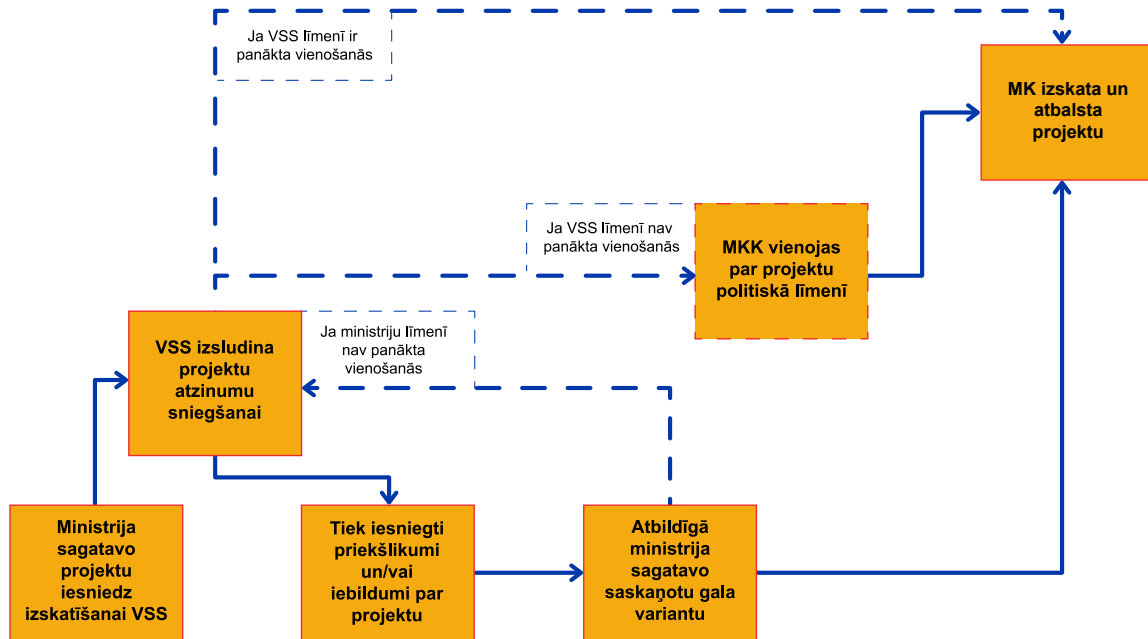 Ja VSS līmenī ir
panākta vienošanās
MK izskata un
atbalsta
projektu
Ja VSS līmenī nav
panākta vienošanās
MKK vienojas
par projektu
politiskā līmenī
VSS izsludina
projektu
atzinumu
sniegšanai
Ja ministriju līmenī
nav panākta
vienošanās
Ministrija
sagatavo
projektu
iesniedz
izskatīšanai VSS
Tiek iesniegti
priekšlikumi
un/vai
iebildumi par
projektu
Atbildīgā
ministrija
sagatavo
saskaņotu gala
variantu